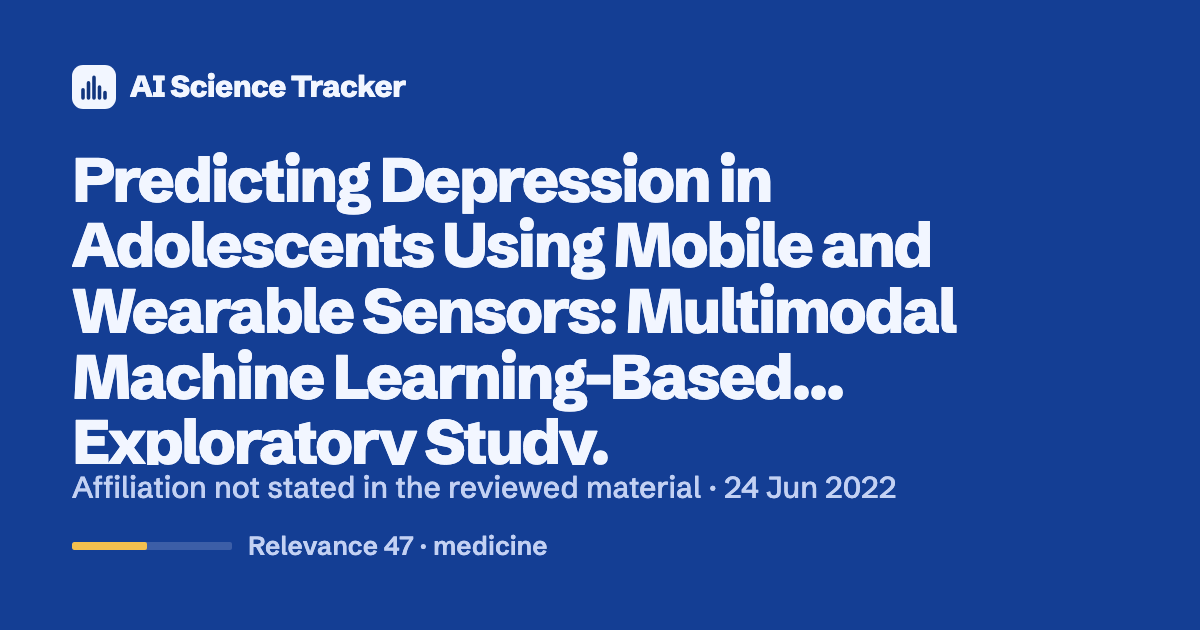 AI Science Tracker
Predicting Depression in
Adolescents Using Mobile and
Wearable Sensors: Multimodal
Machine Learning-Based...
Exploratory Study.
Affiliation not stated in the reviewed material · 24 Jun 2022
Relevance 47 · medicine